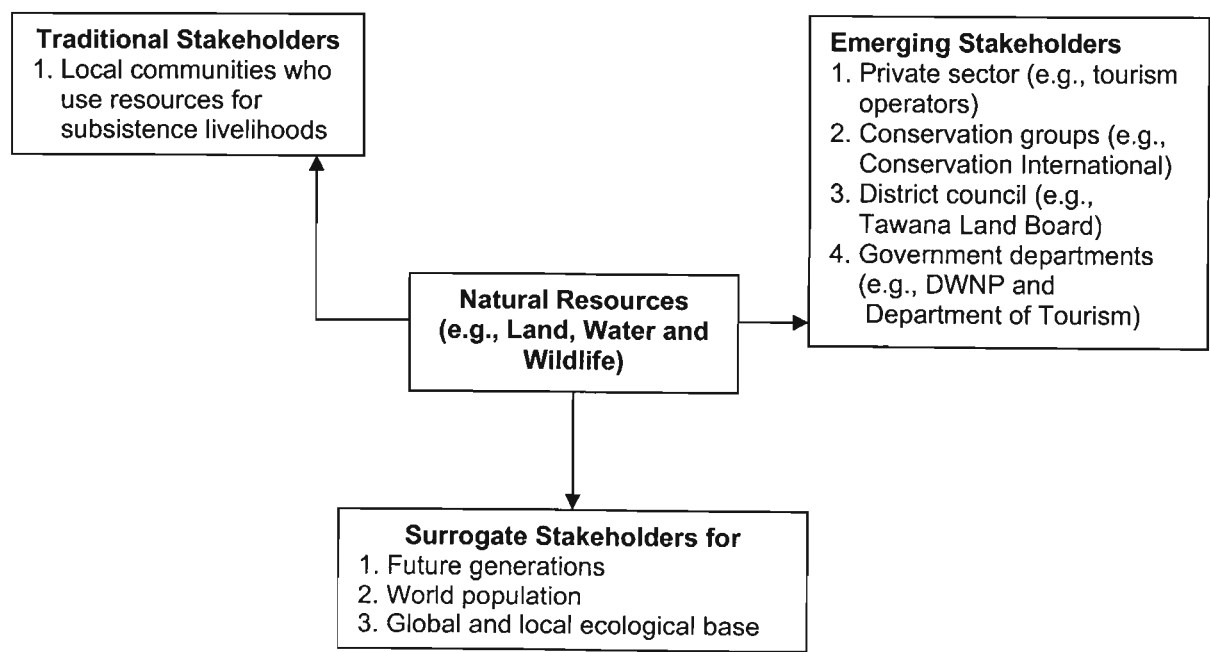 Traditional Stakeholders
1. Local communities who
use resources for
subsistence livelihoods
Emerging Stakeholders
1. Private sector (e.g., tourism
operators)
2. Conservation groups (e.g.,
Conservation International)
3. District council (e.g.,
Tawana Land Board)
4. Government departments
(e.g., DWNP and
Department of Tourism)
Natural Resources
(e.g., Land, Water and
Wildlife)
Surrogate Stakeholders for
1. Future generations
2. World population
3. Global and local ecological base